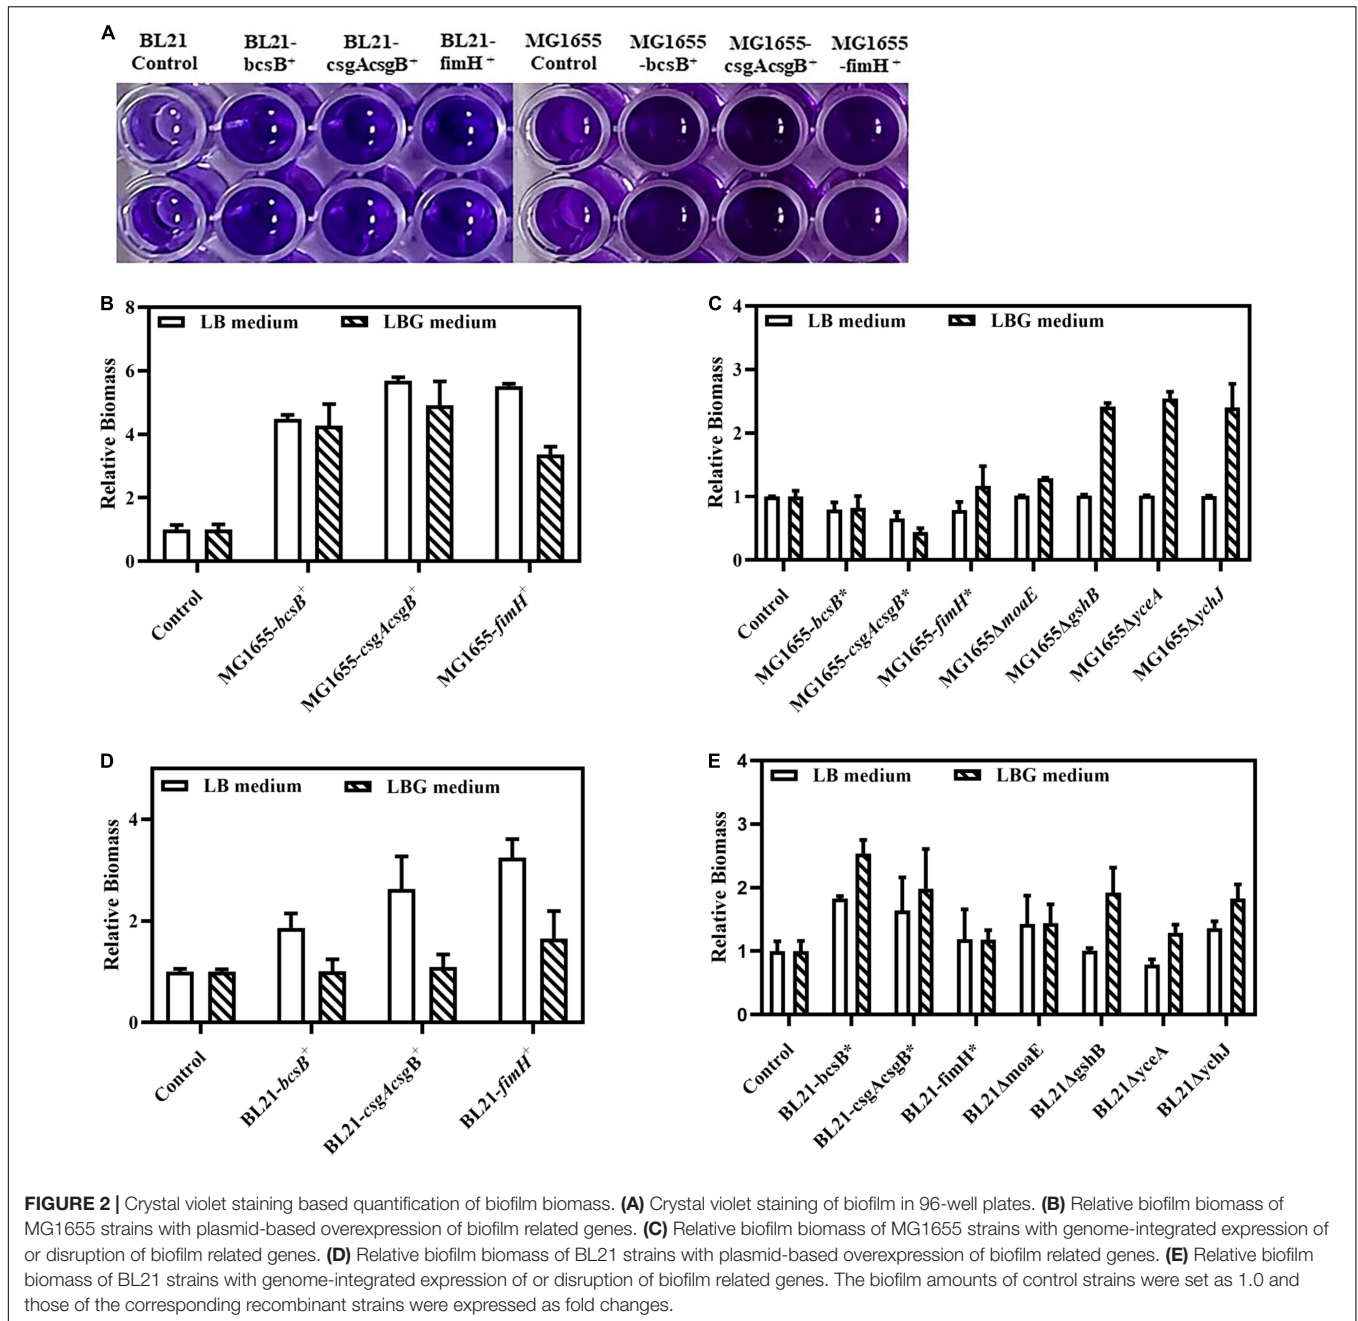 A
BL21 Control
BL21-bcsB⁺
BL21-csgAcsgB⁺
BL21-fimH⁺
MG1655 Control
MG1655-bcsB⁺
MG1655-csgAcsgB⁺
MG1655-fimH⁺
B
LB medium LBG medium
Relative Biomass
8
6
4
2
0
Control
MG1655-bcsB⁺
MG1655-csgAcsgB⁺
MG1655-fimH⁺
C
LB medium LBG medium
Relative Biomass
4
3
2
1
0
Control
MG1655-bcsB*
MG1655-csgAcsgB*
MG1655-fimH*
MG1655ΔmoaE
MG1655ΔgshB
MG1655ΔyceA
MG1655ΔychJ
D
LB medium LBG medium
Relative Biomass
4
2
0
Control
BL21-bcsB⁺
BL21-csgAcsgB⁺
BL21-fimH⁺
E
LB medium LBG medium
Relative Biomass
4
3
2
1
0
Control
BL21-bcsB*
BL21-csgAcsgB*
BL21-fimH*
BL21ΔmoaE
BL21ΔgshB
BL21ΔyceA
BL21ΔychJ
FIGURE 2 | Crystal violet staining based quantification of biofilm biomass. (A) Crystal violet staining of biofilm in 96-well plates. (B) Relative biofilm biomass of
MG1655 strains with plasmid-based overexpression of biofilm related genes. (C) Relative biofilm biomass of MG1655 strains with genome-integrated expression of
or disruption of biofilm related genes. (D) Relative biofilm biomass of BL21 strains with plasmid-based overexpression of biofilm related genes. (E) Relative biofilm
biomass of BL21 strains with genome-integrated expression of or disruption of biofilm related genes. The biofilm amounts of control strains were set as 1.0 and
those of the corresponding recombinant strains were expressed as fold changes.